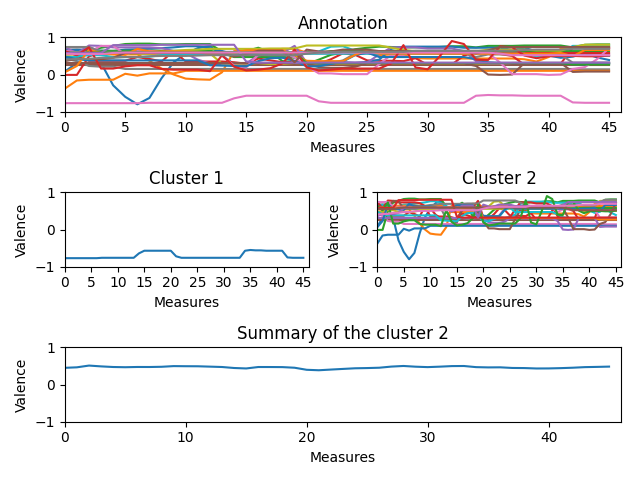 Annotation
Valence
1
0
−1
0 5 10 15 20 25 30 35 40 45
Measures
Cluster 1
Valence
1
0
−1
0 5 10 15 20 25 30 35 40 45
Measures
Cluster 2
Valence
1
0
−1
0 5 10 15 20 25 30 35 40 45
Measures
Summary of the cluster 2
Valence
1
0
−1
0 10 20 30 40
Measures